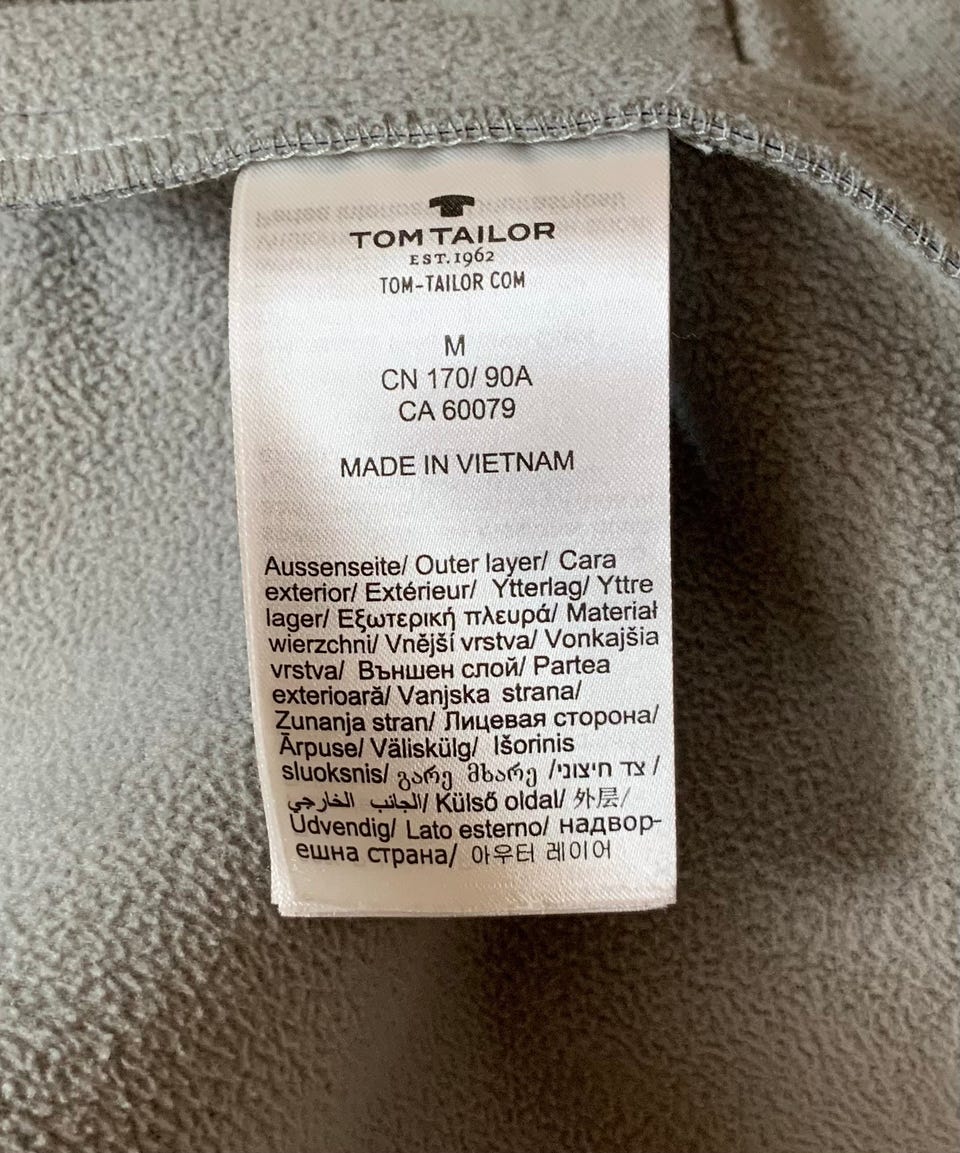 TOM TAILOR
EST. 1962
TOM-TAILOR COM
M
CN 170/ 90A
CA 60079
MADE IN VIETNAM
Aussenseite/ Outer layer/ Cara
exterior/ Extérieur/ Ytterlag/ Yttre
lager/ Εξωτερική πλευρά/ Materiał
wierzchni/ Vnější vrstva/ Vonkajšia
vrstva/ Външен слой/ Partea
exterioară/ Vanjska strana/
Zunanja stran/ Лицевая сторона/
Ārpuse/ Väliskülg/ Išorinis
sluoksnis/ გარე მხარე /צד חיצוני /
الجانب الخارجي/ Külső oldal/ 外层/
Udvendig/ Lato esterno/ надвор-
ешна страна/ 아우터 레이어